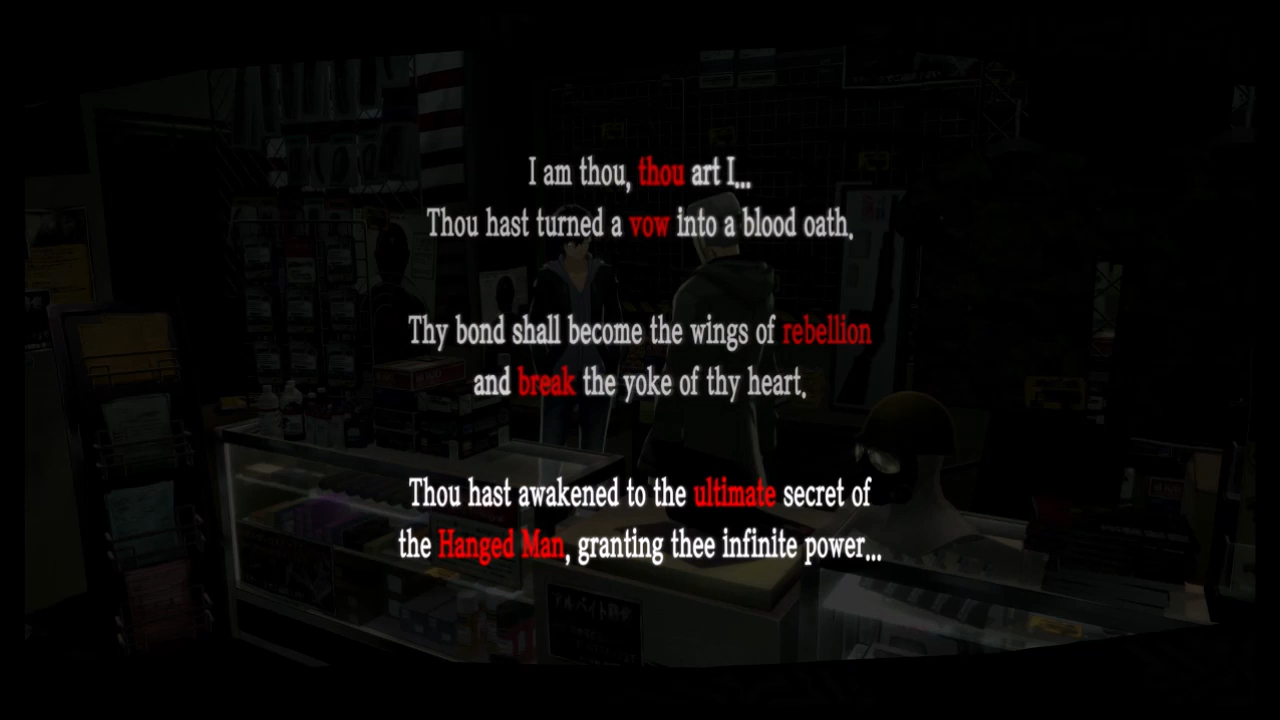 I am thou, thou art I...
Thou hast turned a vow into a blood oath.
Thy bond shall become the wings of rebellion
and break the yoke of thy heart.
Thou hast awakened to the ultimate secret of
the Hanged Man, granting thee infinite power...